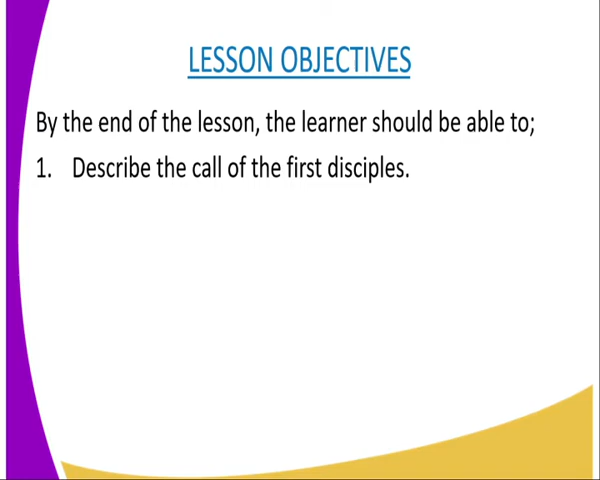 LESSON OBJECTIVES
By the end of the lesson, the learner should be able to;
1. Describe the call of the first disciples.